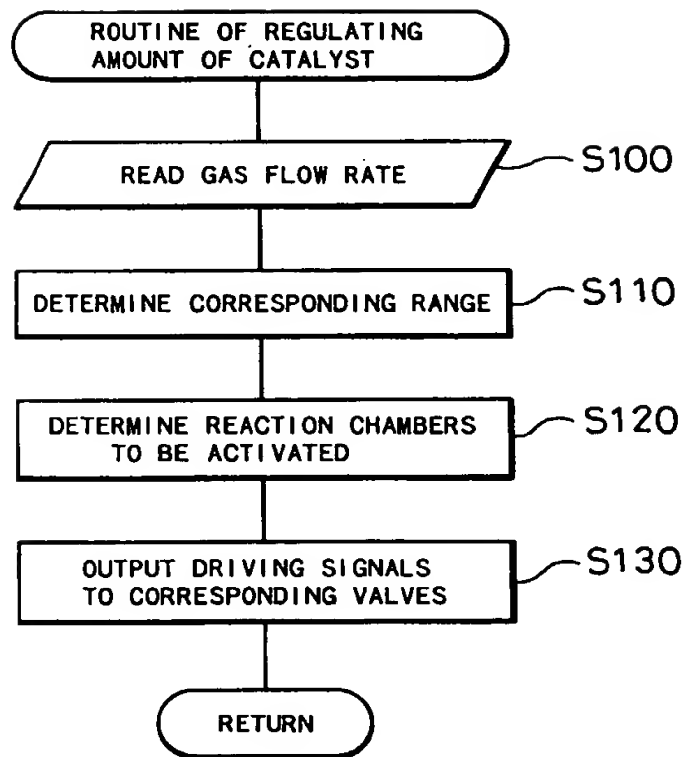 ROUTINE OF REGULATING
AMOUNT OF CATALYST
READ GAS FLOW RATE
S100
DETERMINE CORRESPONDING RANGE
S110
DETERMINE REACTION CHAMBERS
TO BE ACTIVATED
S120
OUTPUT DRIVING SIGNALS
TO CORRESPONDING VALVES
S130
RETURN